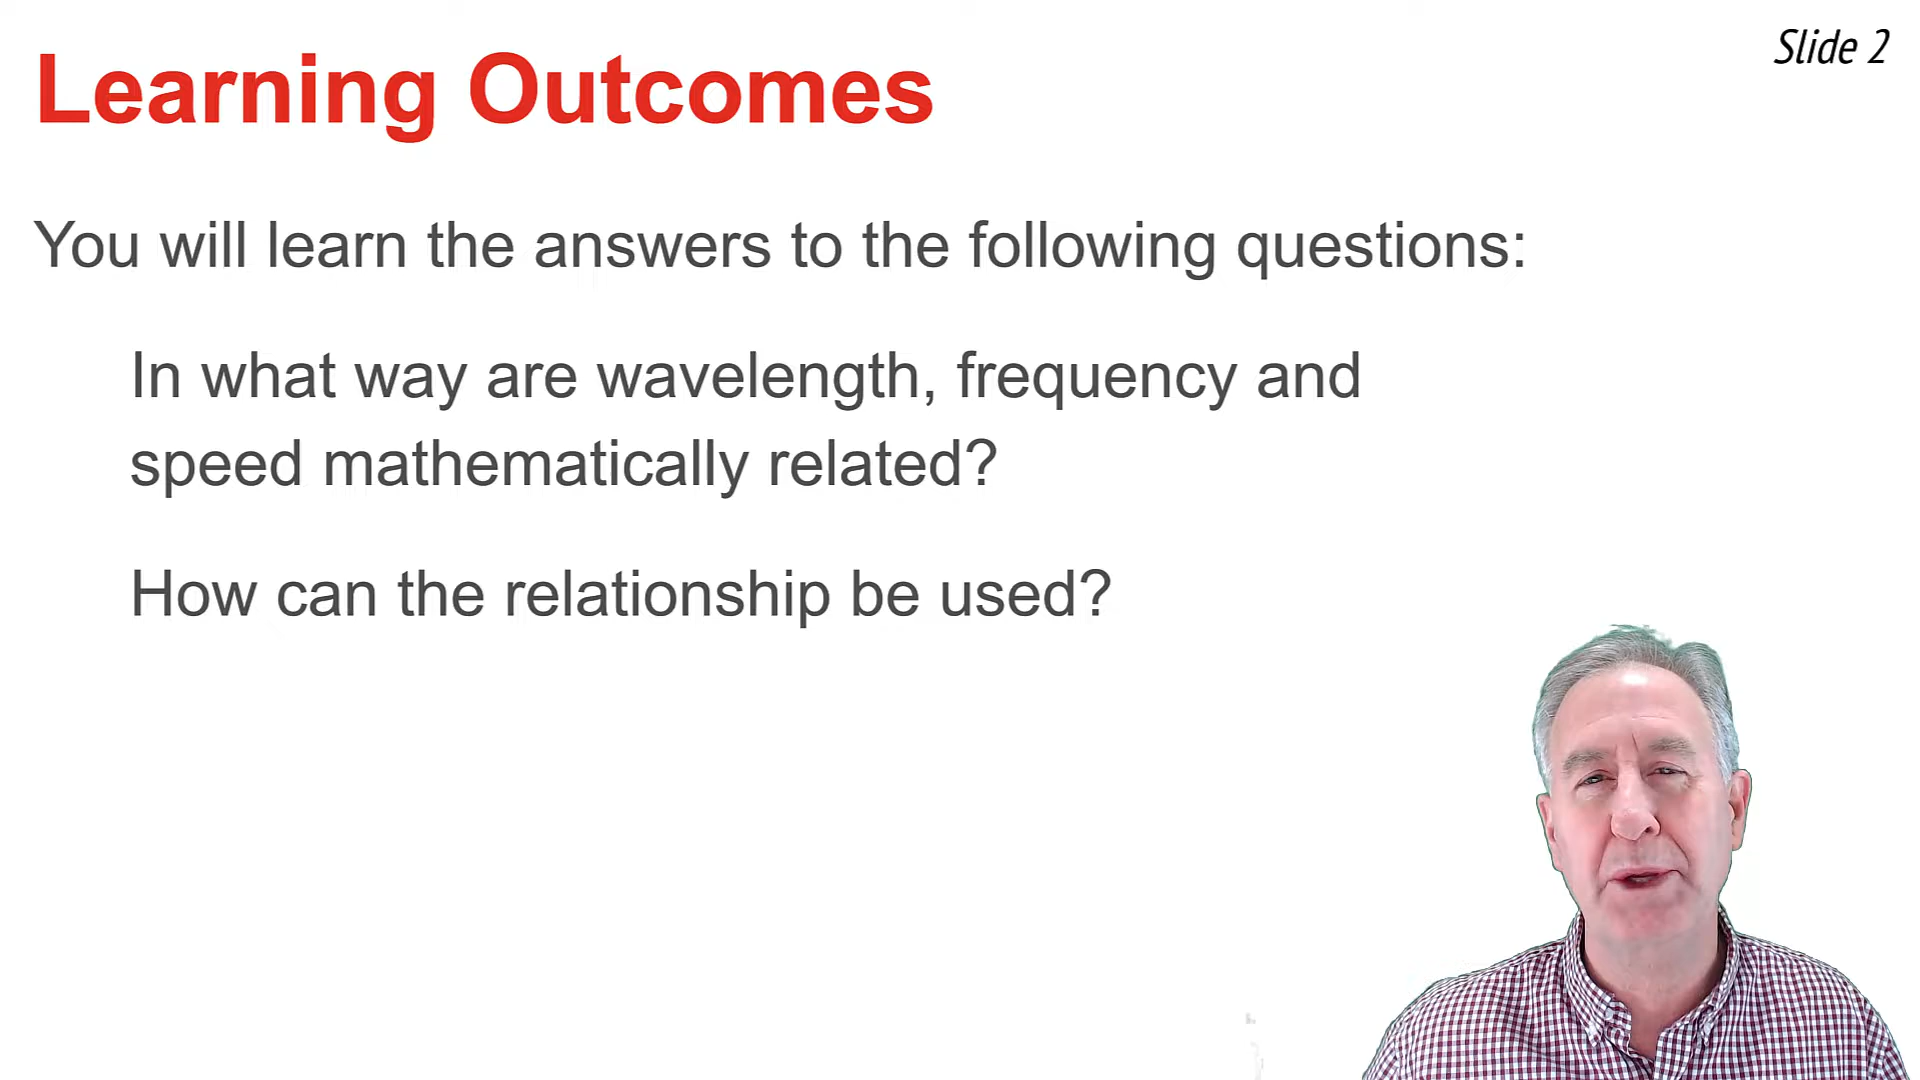 Slide 2
Learning Outcomes
You will learn the answers to the following questions:
In what way are wavelength, frequency and
speed mathematically related?
How can the relationship be used?